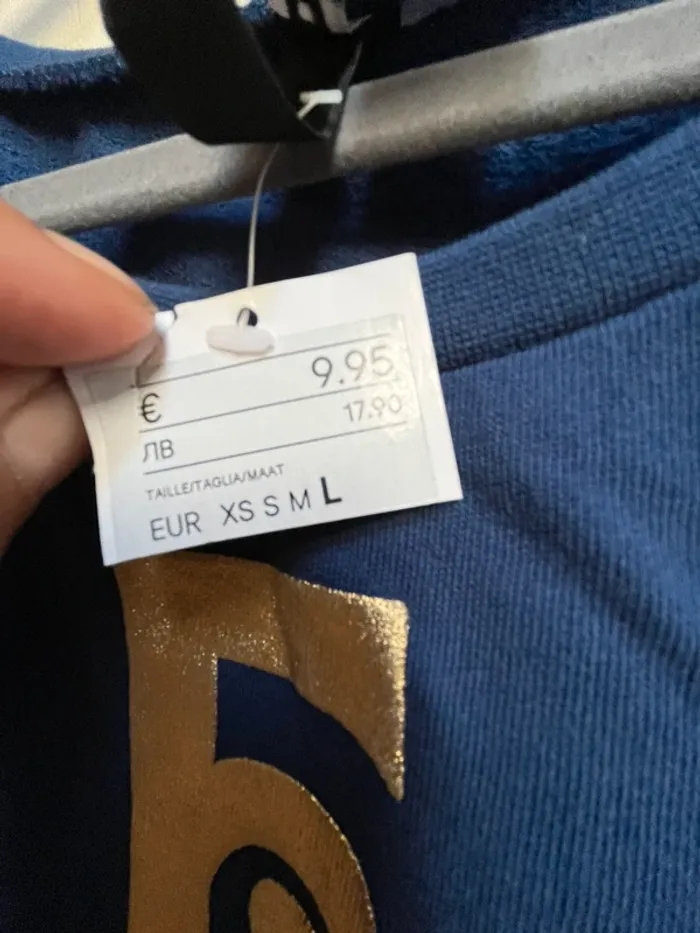 € 9.95
ЛВ 17.90
TAILLE/TAGLIA/MAAT
EUR XS S M L